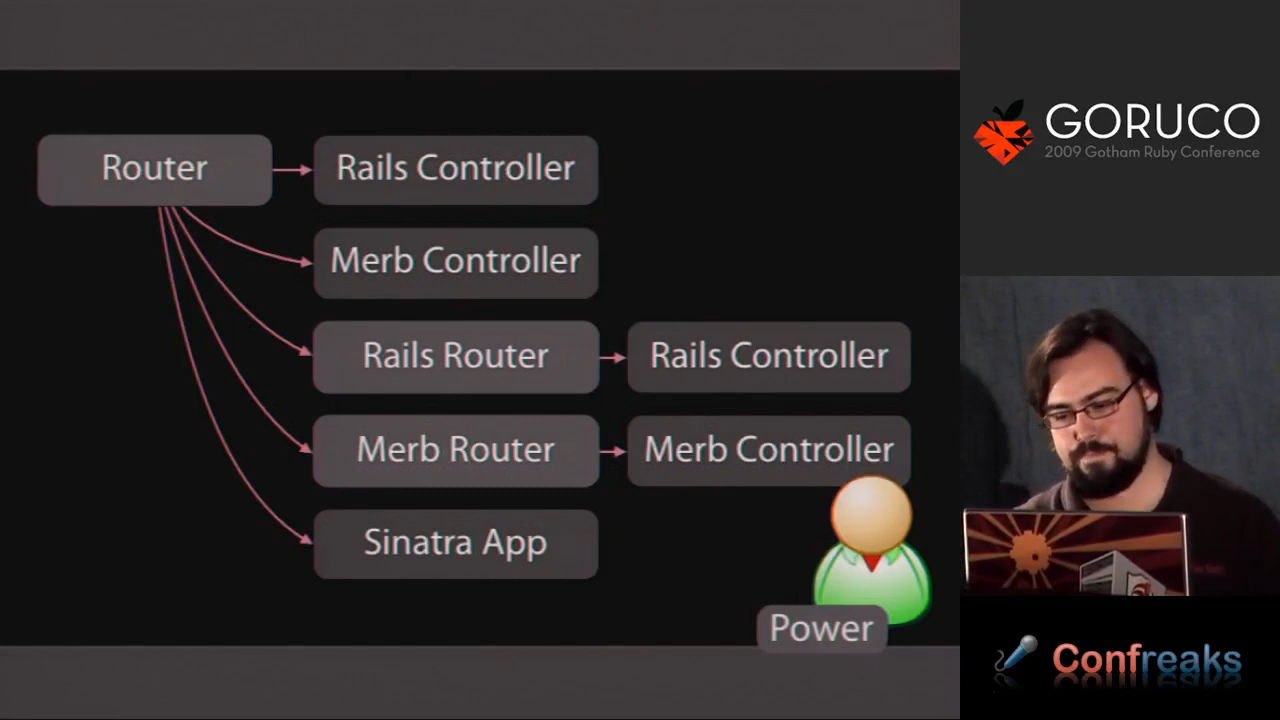 Router
Rails Controller
Merb Controller
Rails Router
Rails Controller
Merb Router
Merb Controller
Sinatra App
Power
GORUCO
2009 Gotham Ruby Conference
Confreaks